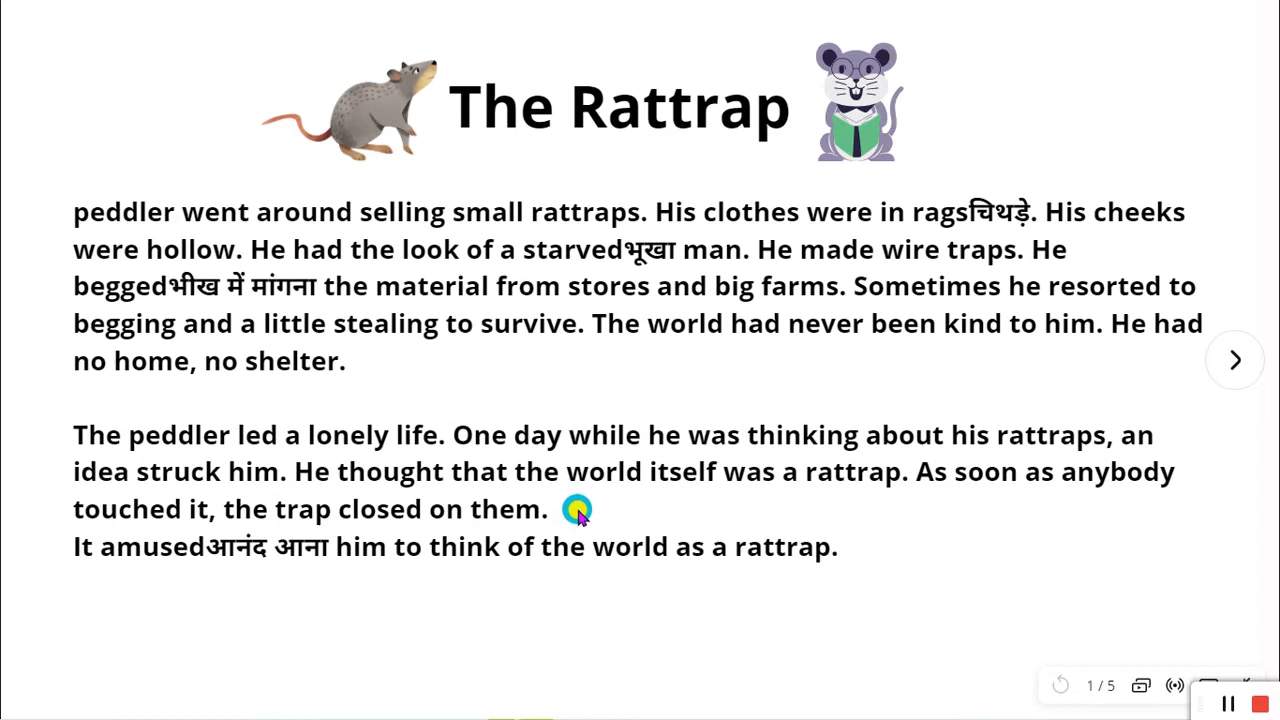 The Rattrap
peddler went around selling small rattraps. His clothes were in ragsचिथड़े. His cheeks
were hollow. He had the look of a starvedभूखा man. He made wire traps. He
beggedभीख में मांगना the material from stores and big farms. Sometimes he resorted to
begging and a little stealing to survive. The world had never been kind to him. He had
no home, no shelter.
The peddler led a lonely life. One day while he was thinking about his rattraps, an
idea struck him. He thought that the world itself was a rattrap. As soon as anybody
touched it, the trap closed on them.
It amusedआनंद आना him to think of the world as a rattrap.
1 / 5